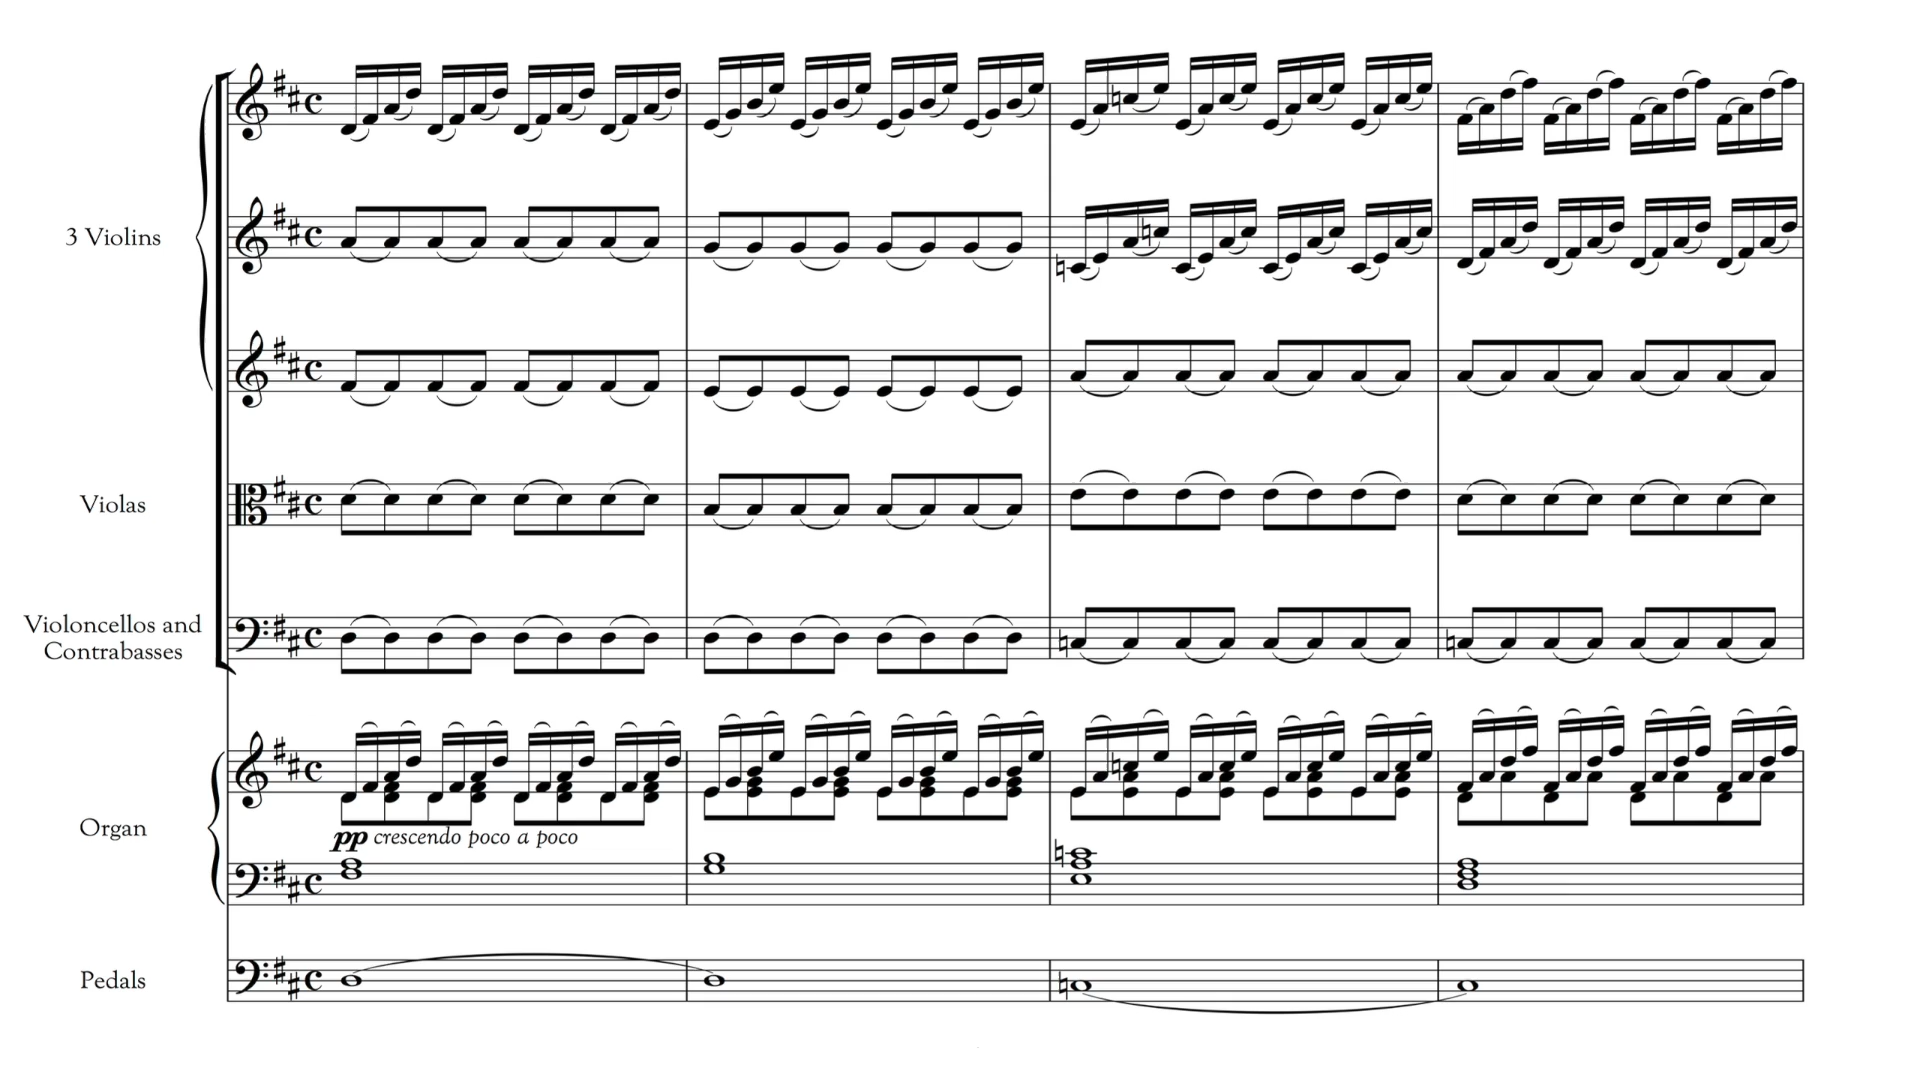 3 Violins
Violas
Violoncellos and
Contrabasses
Organ
pp crescendo poco a poco
Pedals